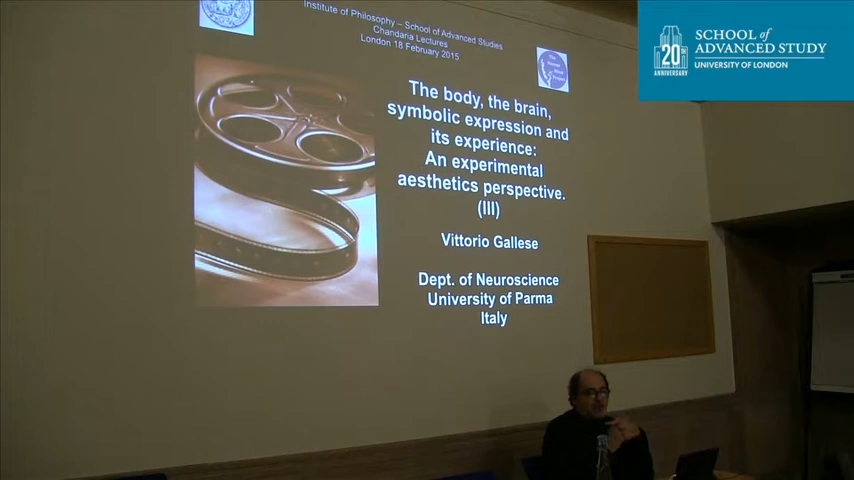 Institute of Philosophy – School of Advanced Studies
Chandaria Lectures
London 18 February 2015
The body, the brain,
symbolic expression and
its experience:
An experimental
aesthetics perspective.
(III)
Vittorio Gallese
Dept. of Neuroscience
University of Parma
Italy
20th
ANNIVERSARY
SCHOOL of
ADVANCED STUDY
UNIVERSITY OF LONDON